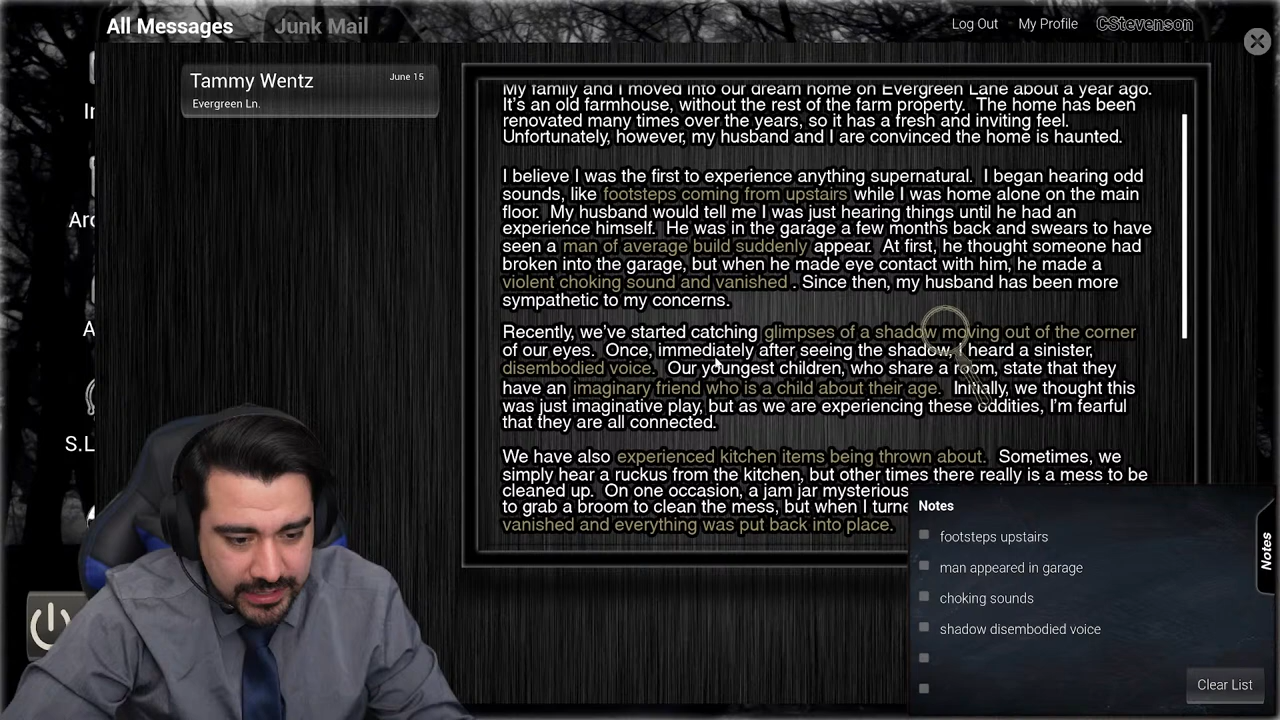 All Messages
Junk Mail
Log Out
My Profile
CStevenson
Tammy Wentz
June 15
Evergreen Ln.
My family and I moved into our dream home on Evergreen Lane about a year ago.
It's an old farmhouse, without the rest of the farm property. The home has been
renovated many times over the years, so it has a fresh and inviting feel.
Unfortunately, however, my husband and I are convinced the home is haunted.
I believe I was the first to experience anything supernatural. I began hearing odd
sounds, like footsteps coming from upstairs while I was home alone on the main
floor. My husband would tell me I was just hearing things until he had an
experience himself. He was in the garage a few months back and swears to have
seen a man of average build suddenly appear. At first, he thought someone had
broken into the garage, but when he made eye contact with him, he made a
violent choking sound and vanished . Since then, my husband has been more
sympathetic to my concerns.
Recently, we've started catching glimpses of a shadow moving out of the corner
of our eyes. Once, immediately after seeing the shadow, I heard a sinister,
disembodied voice. Our youngest children, who share a room, state that they
have an imaginary friend who is a child about their age. Initially, we thought this
was just imaginative play, but as we are experiencing these oddities, I'm fearful
that they are all connected.
We have also experienced kitchen items being thrown about. Sometimes, we
simply hear a ruckus from the kitchen, but other times there really is a mess to be
cleaned up. On one occasion, a jam jar mysterious
to grab a broom to clean the mess, but when I turne
vanished and everything was put back into place.
In
Ar
A
S.L
Notes
footsteps upstairs
man appeared in garage
choking sounds
shadow disembodied voice
Clear List
Notes